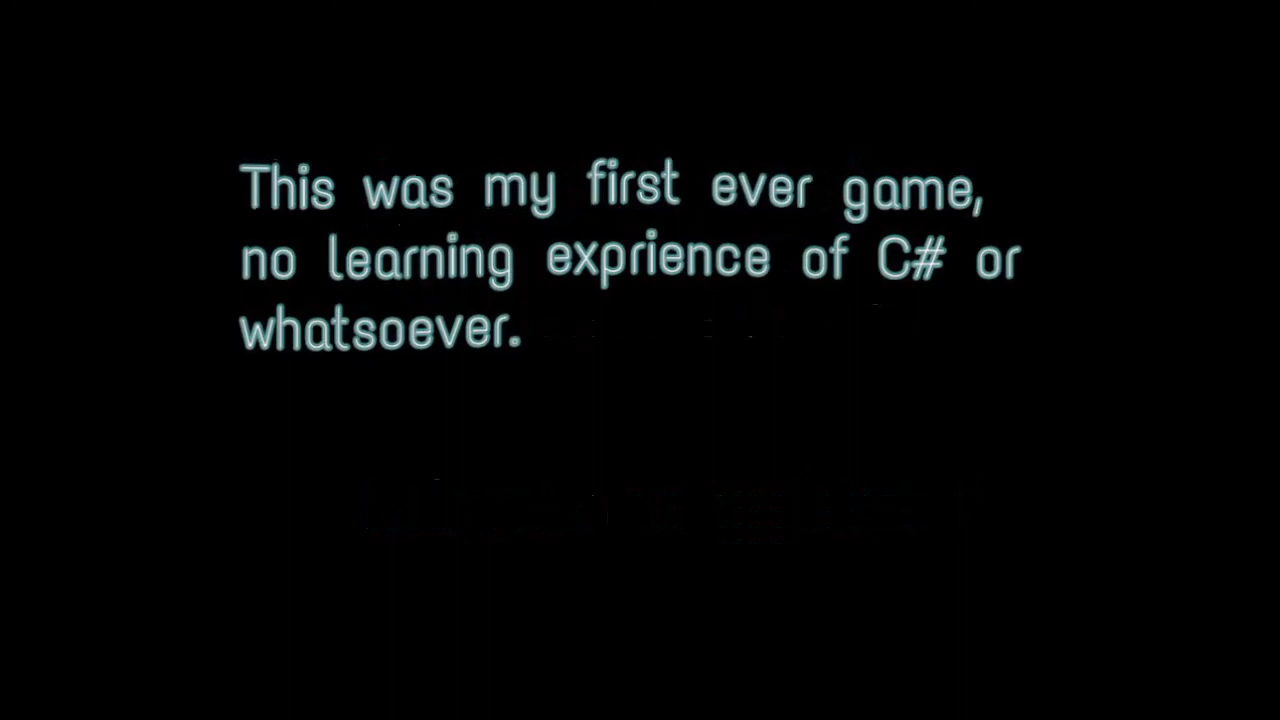 This was my first ever game,
no learning exprience of C# or
whatsoever.